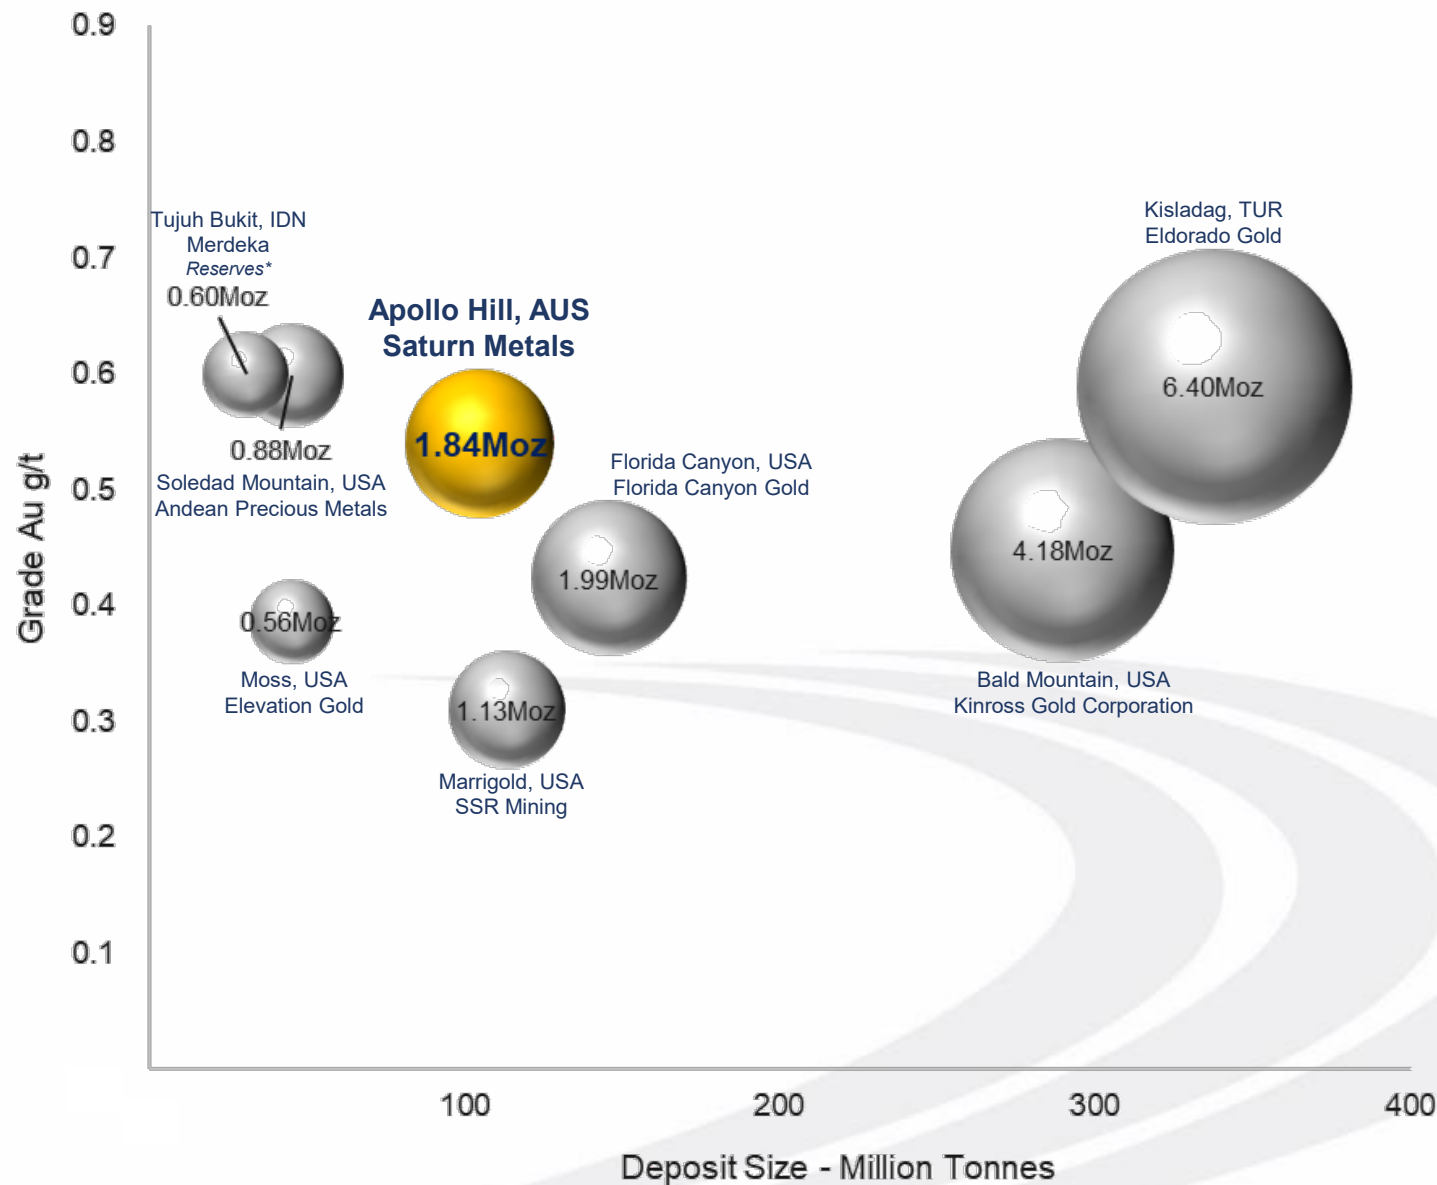 0.9
0.8
0.7
0.6
0.5
0.4
0.3
0.2
0.1
Grade Au g/t
Tujuh Bukit, IDN
Merdeka
Reserves*
0.60Moz
0.88Moz
Soledad Mountain, USA
Andean Precious Metals
Apollo Hill, AUS
Saturn Metals
1.84Moz
Florida Canyon, USA
Florida Canyon Gold
1.99Moz
0.56Moz
Moss, USA
Elevation Gold
1.13Moz
Marrigold, USA
SSR Mining
Kisladag, TUR
Eldorado Gold
6.40Moz
4.18Moz
Bald Mountain, USA
Kinross Gold Corporation
100 200 300 400
Deposit Size - Million Tonnes